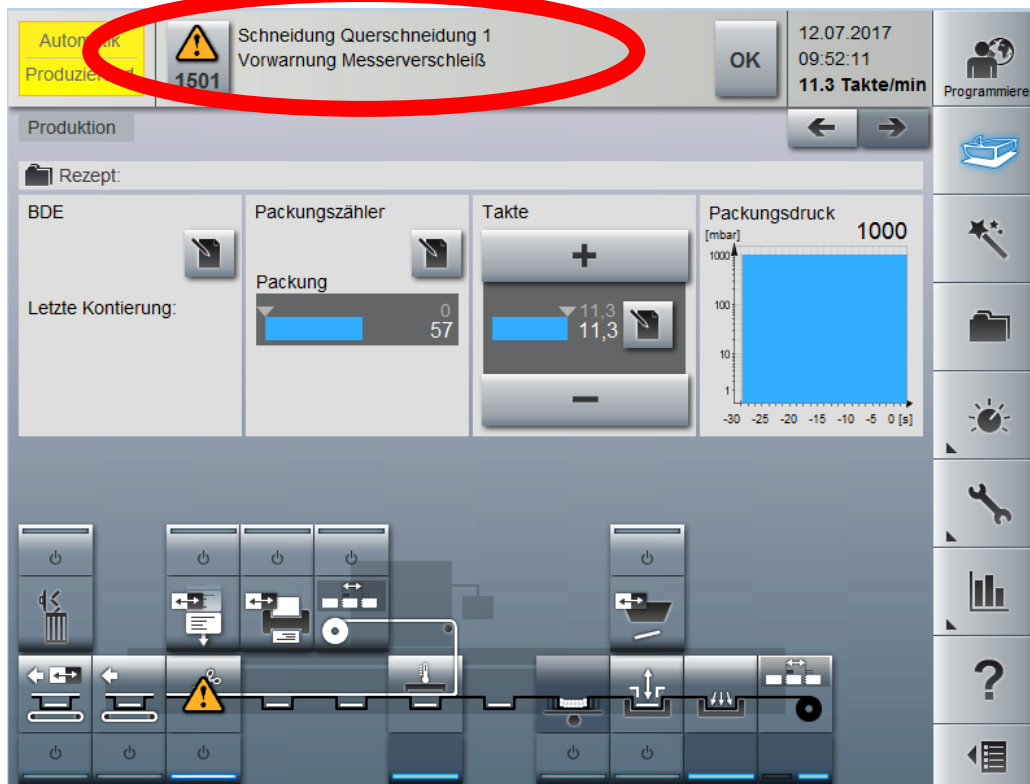 Automatik
Produzierend
1501
Schneidung Querschneidung 1
Vorwarnung Messerverschleiß
OK
12.07.2017
09:52:11
11.3 Takte/min
Programmiere
Produktion
Rezept:
BDE
Letzte Kontierung:
Packungszähler
Packung
0
57
Takte
+
11,3
11,3
−
Packungsdruck
[mbar]
1000
1000
100
10
1
-30 -25 -20 -15 -10 -5 0 [s]
?